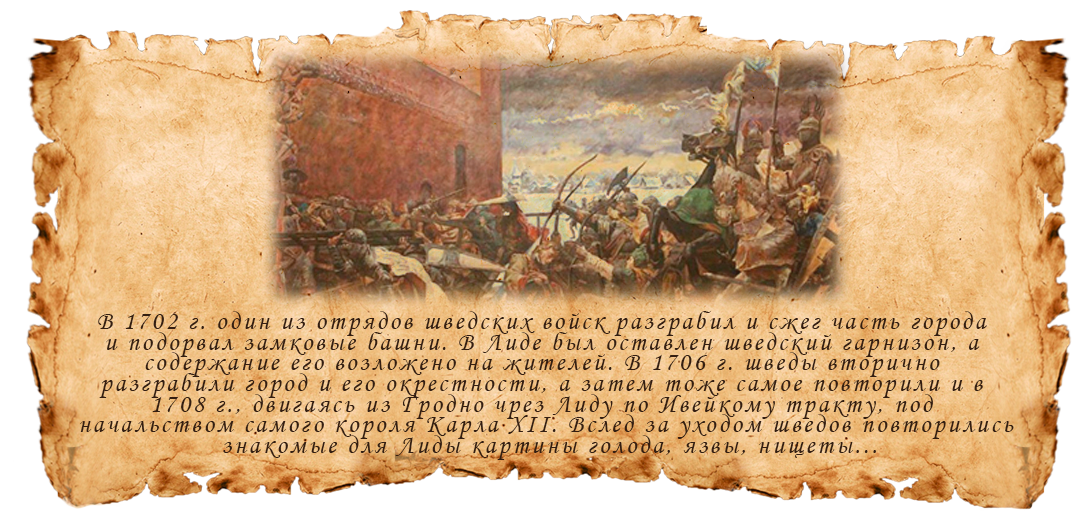 В 1702 г. один из отрядов шведских войск разграбил и сжег часть города
и подорвал замковые башни. В Лиде был оставлен шведский гарнизон, а
содержание его возложено на жителей. В 1706 г. шведы вторично
разграбили город и его окрестности, а затем тоже самое повторили и в
1708 г., двигаясь из Гродно чрез Лиду по Ивейкому тракту, под
начальством самого короля Карла XII. Вслед за уходом шведов повторились
знакомые для Лиды картины голода, язвы, нищеты...